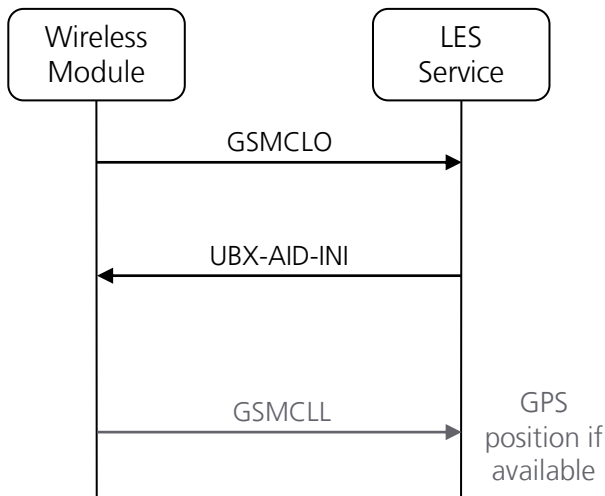 Wireless
Module
LES
Service
GSMCLO
UBX-AID-INI
GSMCLL
GPS
position if
available